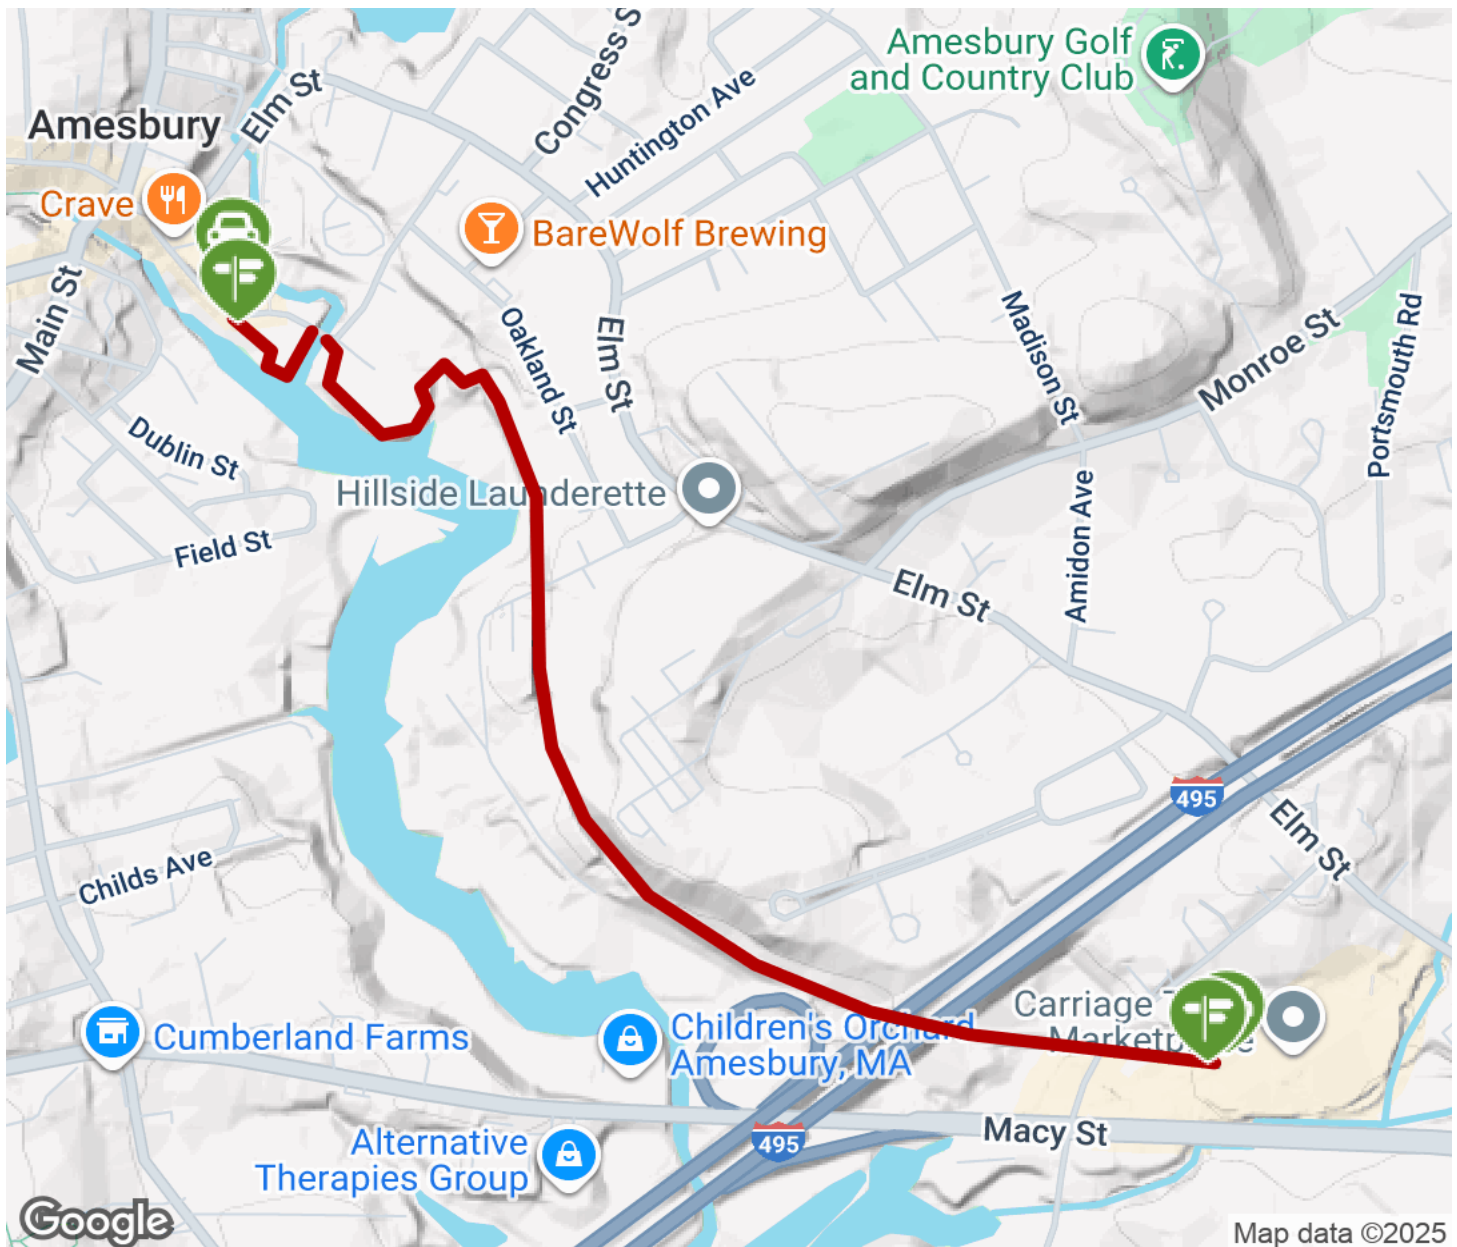 Amesbury Golf
and Country Club
Congress S
Elm St
Huntington Ave
Amesbury
Crave
BareWolf Brewing
Main St
Oakland St
Elm St
Madison St
Monroe St
Portsmouth Rd
Dublin St
Hillside Launderette
Field St
Elm St
Amidon Ave
495
Elm St
Childs Ave
Carriage
Cumberland Farms
Children's Orchard
Amesbury, MA
Macy St
Alternative
Therapies Group
495
Google
Map data ©2025